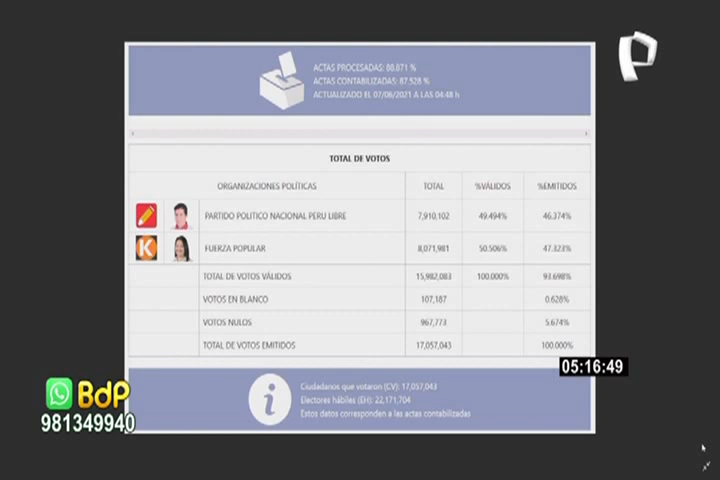 ACTAS PROCESADAS: 88.871 %
ACTAS CONTABILIZADAS: 87.528 %
ACTUALIZADO EL 07/06/2021 A LAS 04:48 h
TOTAL DE VOTOS
ORGANIZACIONES POLÍTICAS TOTAL %VÁLIDOS %EMITIDOS
PARTIDO POLITICO NACIONAL PERU LIBRE 7,910,102 49.494% 46.374%
K FUERZA POPULAR 8,071,981 50.506% 47.323%
TOTAL DE VOTOS VÁLIDOS 15,982,083 100.000% 93.698%
VOTOS EN BLANCO 107,187 0.628%
VOTOS NULOS 967,773 5.674%
TOTAL DE VOTOS EMITIDOS 17,057,043 100.000%
05:16:49
i
Ciudadanos que votaron (CV): 17,057,043
Electores hábiles (EH): 22,171,704
Estos datos corresponden a las actas contabilizadas
BdP
981349940